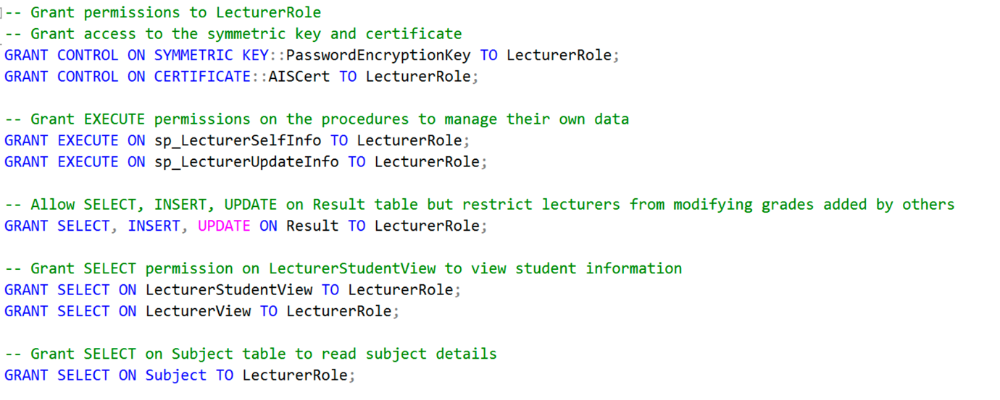 -- Grant permissions to LecturerRole
-- Grant access to the symmetric key and certificate
GRANT CONTROL ON SYMMETRIC KEY::PasswordEncryptionKey TO LecturerRole;
GRANT CONTROL ON CERTIFICATE::AISCert TO LecturerRole;
-- Grant EXECUTE permissions on the procedures to manage their own data
GRANT EXECUTE ON sp_LecturerSelfInfo TO LecturerRole;
GRANT EXECUTE ON sp_LecturerUpdateInfo TO LecturerRole;
-- Allow SELECT, INSERT, UPDATE on Result table but restrict lecturers from modifying grades added by others
GRANT SELECT, INSERT, UPDATE ON Result TO LecturerRole;
-- Grant SELECT permission on LecturerStudentView to view student information
GRANT SELECT ON LecturerStudentView TO LecturerRole;
GRANT SELECT ON LecturerView TO LecturerRole;
-- Grant SELECT on Subject table to read subject details
GRANT SELECT ON Subject TO LecturerRole;